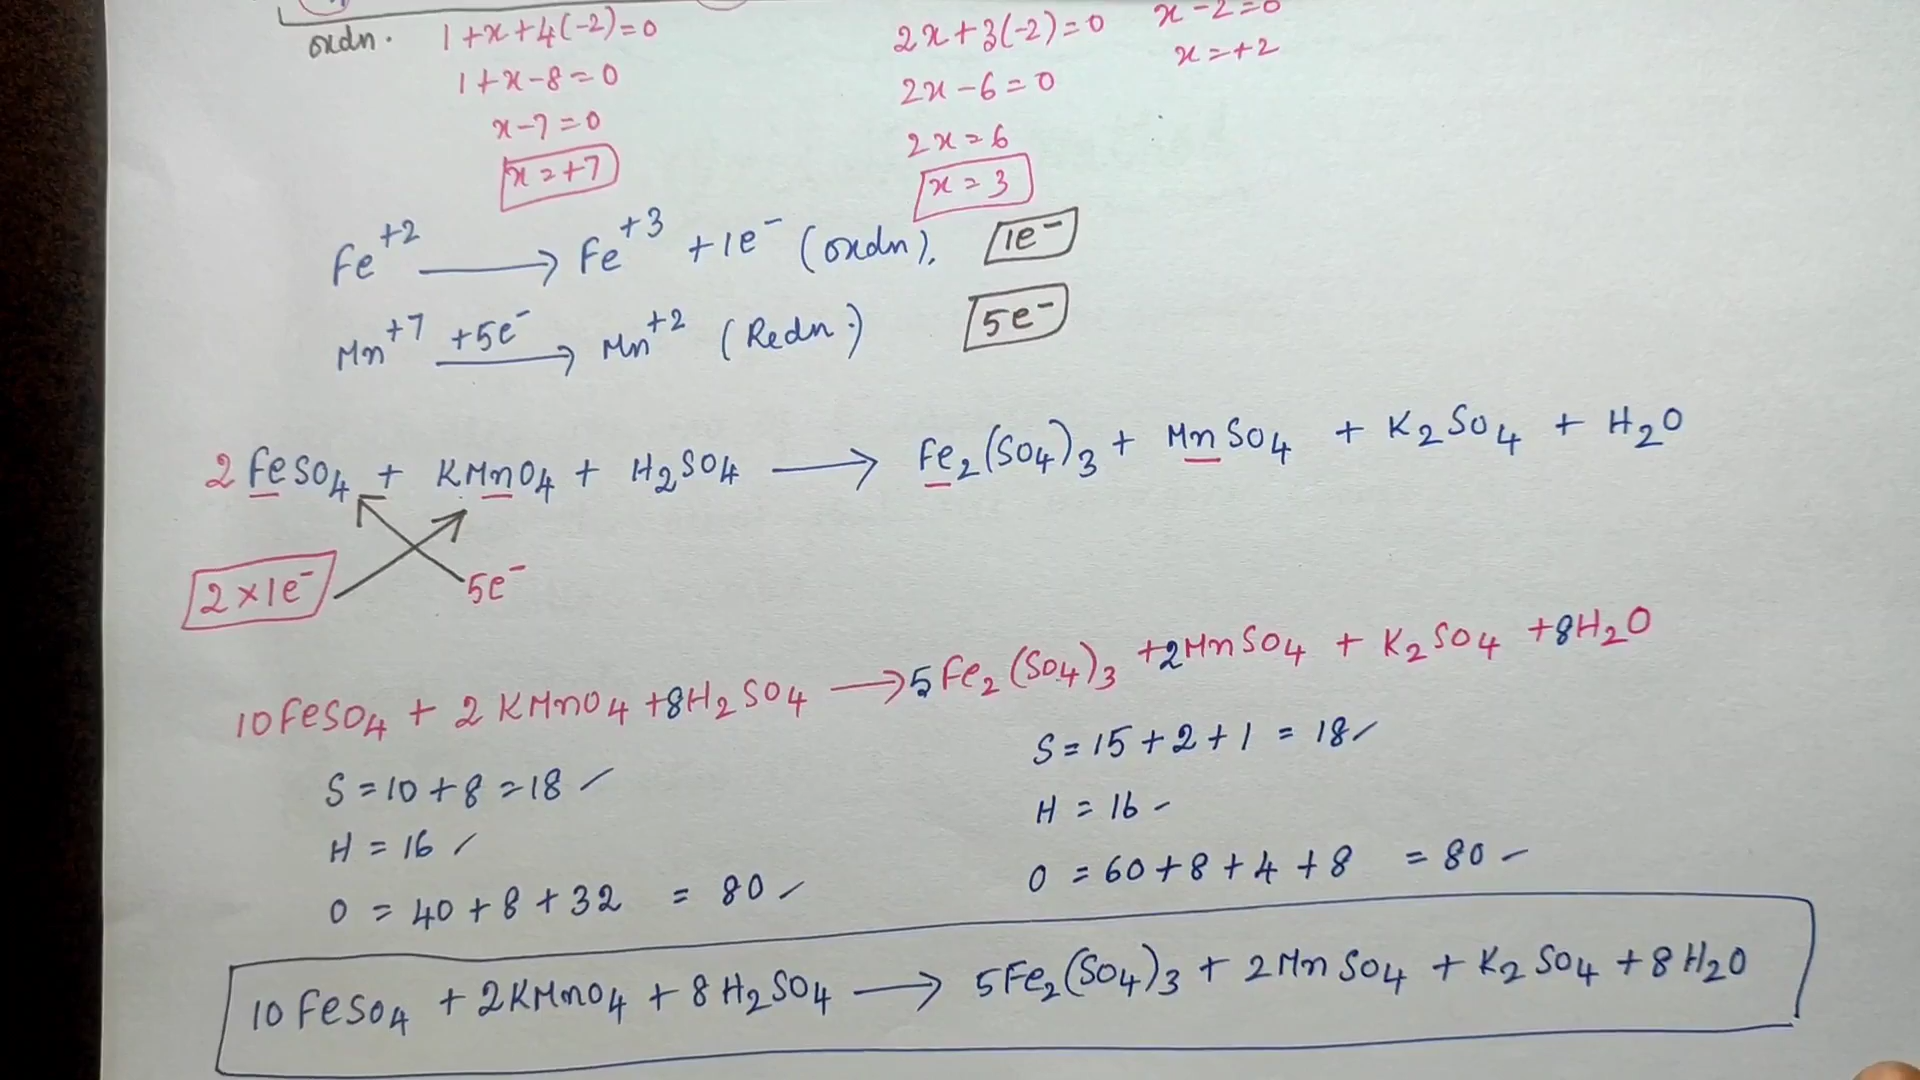 oxdn. 1+x+4(-2)=0 2x+3(-2)=0 x-2=0
1+x-8=0 2x-6=0 x=+2
x-7=0 2x=6
x=+7 x=3
Fe⁺² ⟶ Fe⁺³ +1e⁻ (oxdn). 1e⁻
Mn⁺⁷ +5e⁻ ⟶ Mn⁺² (Redn.) 5e⁻
2FeSO₄ + KMnO₄ + H₂SO₄ ⟶ Fe₂(SO₄)₃ + MnSO₄ + K₂SO₄ + H₂O
2×1e⁻ 5e⁻
10FeSO₄ + 2KMnO₄ +8H₂SO₄ ⟶5Fe₂(SO₄)₃ +2MnSO₄ + K₂SO₄ +8H₂O
S=10+8=18✓ S=15+2+1=18✓
H=16✓ H=16✓
O=40+8+32 =80✓ O=60+8+4+8 =80✓
10FeSO₄ + 2KMnO₄ + 8H₂SO₄ ⟶ 5Fe₂(SO₄)₃ + 2MnSO₄ + K₂SO₄ + 8H₂O